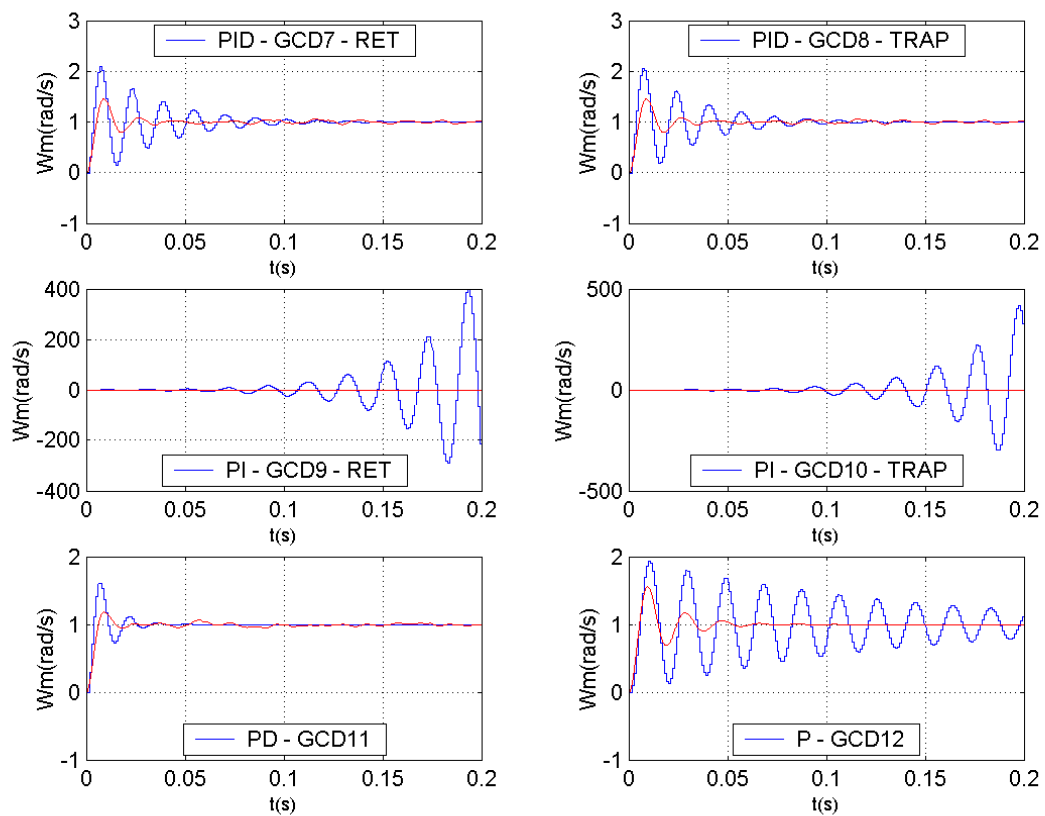 PID - GCD7 - RET
Wm(rad/s)
3
2
1
0
-1
0 0.05 0.1 0.15 0.2
t(s)
PID - GCD8 - TRAP
Wm(rad/s)
3
2
1
0
-1
0 0.05 0.1 0.15 0.2
t(s)
Wm(rad/s)
400
200
0
-200
-400
PI - GCD9 - RET
0 0.05 0.1 0.15 0.2
t(s)
Wm(rad/s)
500
0
-500
PI - GCD10 - TRAP
0 0.05 0.1 0.15 0.2
t(s)
Wm(rad/s)
2
1
0
-1
PD - GCD11
0 0.05 0.1 0.15 0.2
t(s)
Wm(rad/s)
2
1
0
-1
P - GCD12
0 0.05 0.1 0.15 0.2
t(s)